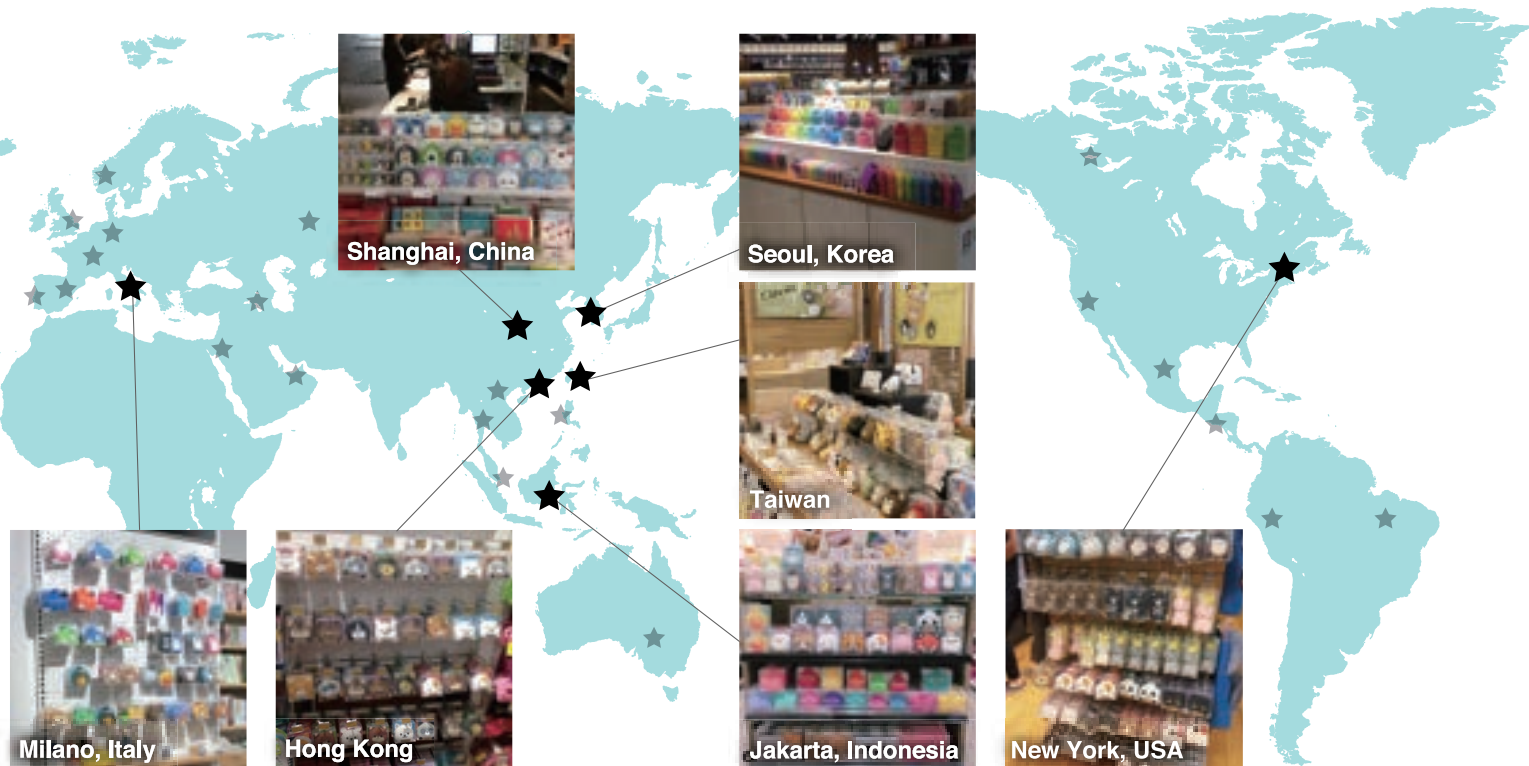 Shanghai, China
Seoul, Korea
Taiwan
Milano, Italy
Hong Kong
Jakarta, Indonesia
New York, USA